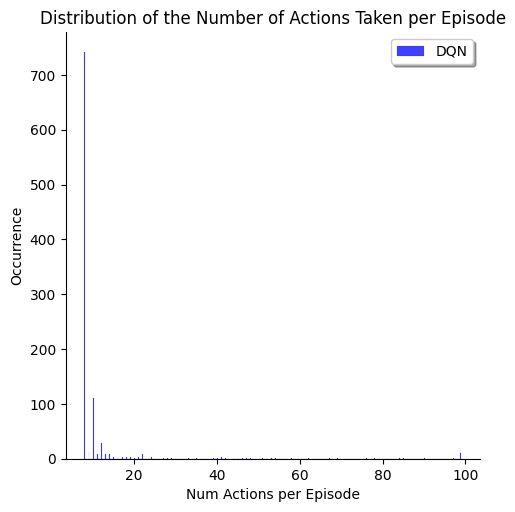 Distribution of the Number of Actions Taken per Episode
DQN
700
600
500
400
300
200
100
0
Occurrence
20 40 60 80 100
Num Actions per Episode